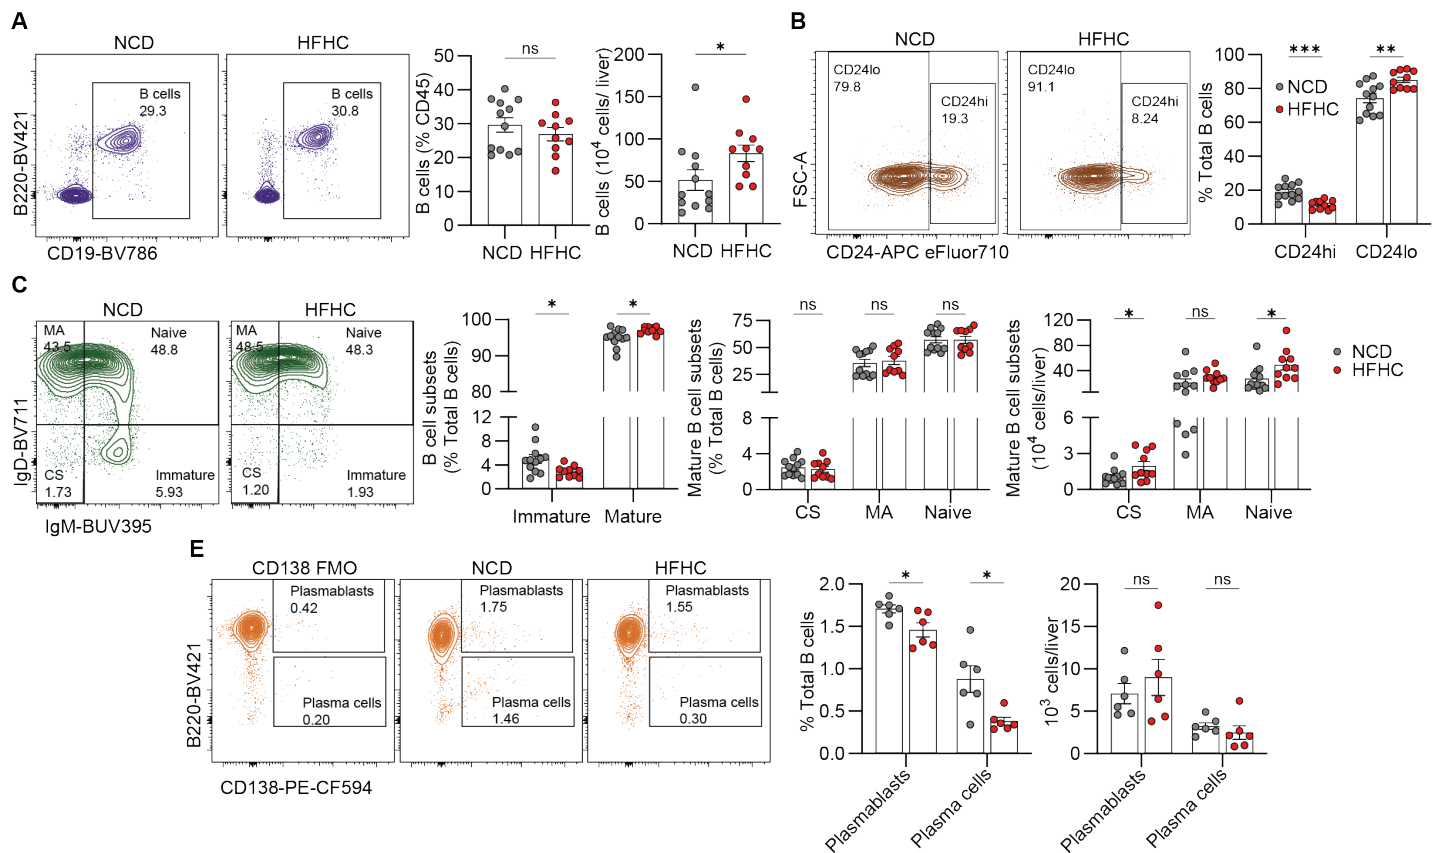 A
NCD
HFHC
B cells
29.3
B cells
30.8
B220-BV421
CD19-BV786
B cells (% CD45)
50
40
30
20
10
0
ns
NCD HFHC
B cells (10⁴ cells/ liver)
200
150
100
50
0
*
NCD HFHC
B
NCD
HFHC
CD24lo
79.8
CD24hi
19.3
CD24lo
91.1
CD24hi
8.24
FSC-A
CD24-APC eFluor710
% Total B cells
100
80
60
40
20
0
***
**
NCD
HFHC
CD24hi CD24lo
C
NCD
HFHC
MA
43.5
Naive
48.8
CS
1.73
Immature
5.93
MA
48.5
Naive
48.3
CS
1.20
Immature
1.93
IgD-BV711
IgM-BUV395
B cell subsets
(% Total B cells)
100
90
80
12
8
4
0
*
*
Immature Mature
Mature B cell subsets
(% Total B cells)
75
50
25
6
3
0
ns
ns
ns
CS MA Naive
Mature B cell subsets
(10⁴ cells/liver)
120
80
40
6
3
0
*
ns
*
CS MA Naive
NCD
HFHC
E
CD138 FMO
NCD
HFHC
Plasmablasts
0.42
Plasma cells
0.20
Plasmablasts
1.75
Plasma cells
1.46
Plasmablasts
1.55
Plasma cells
0.30
B220-BV421
CD138-PE-CF594
% Total B cells
2.0
1.5
1.0
0.5
0.0
*
*
Plasmablasts
Plasma cells
10³ cells/liver
20
15
10
5
0
ns
ns
Plasmablasts
Plasma cells